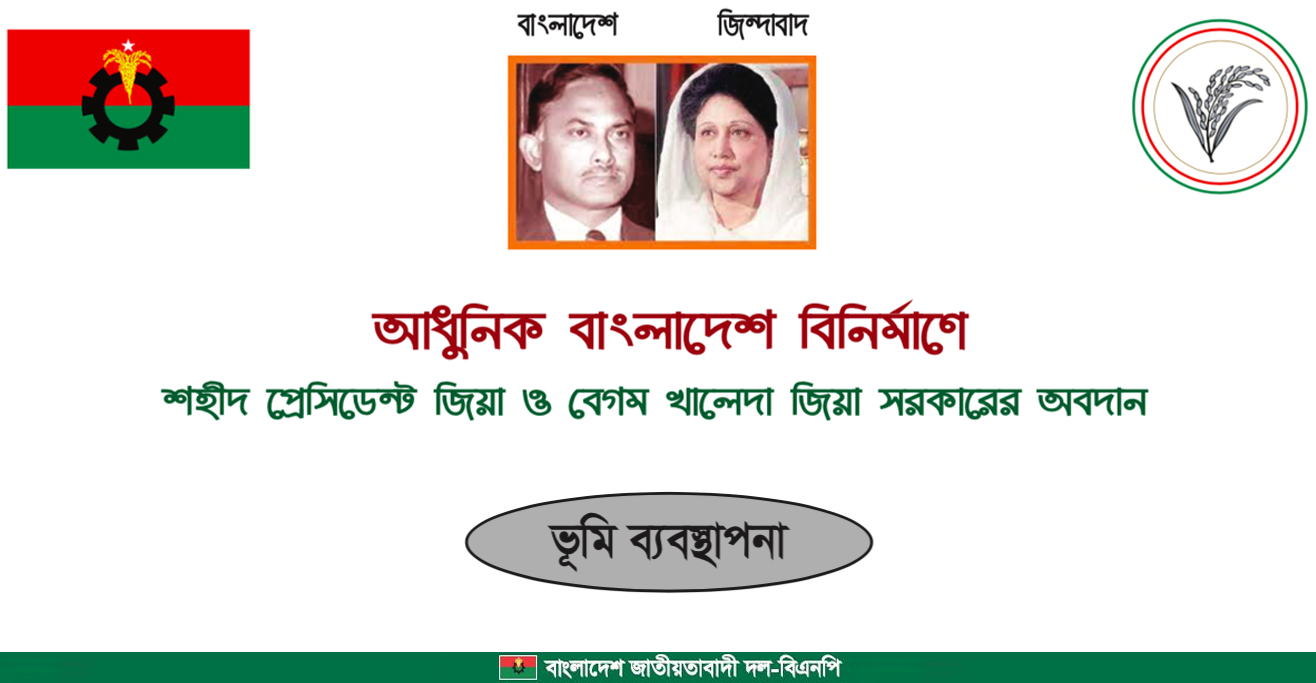 বাংলাদেশ জিন্দাবাদ
আধুনিক বাংলাদেশ বিনির্মাণে
শহীদ প্রেসিডেন্ট জিয়া ও বেগম খালেদা জিয়া সরকারের অবদান
ভূমি ব্যবস্থাপনা
বাংলাদেশ জাতীয়তাবাদী দল-বিএনপি